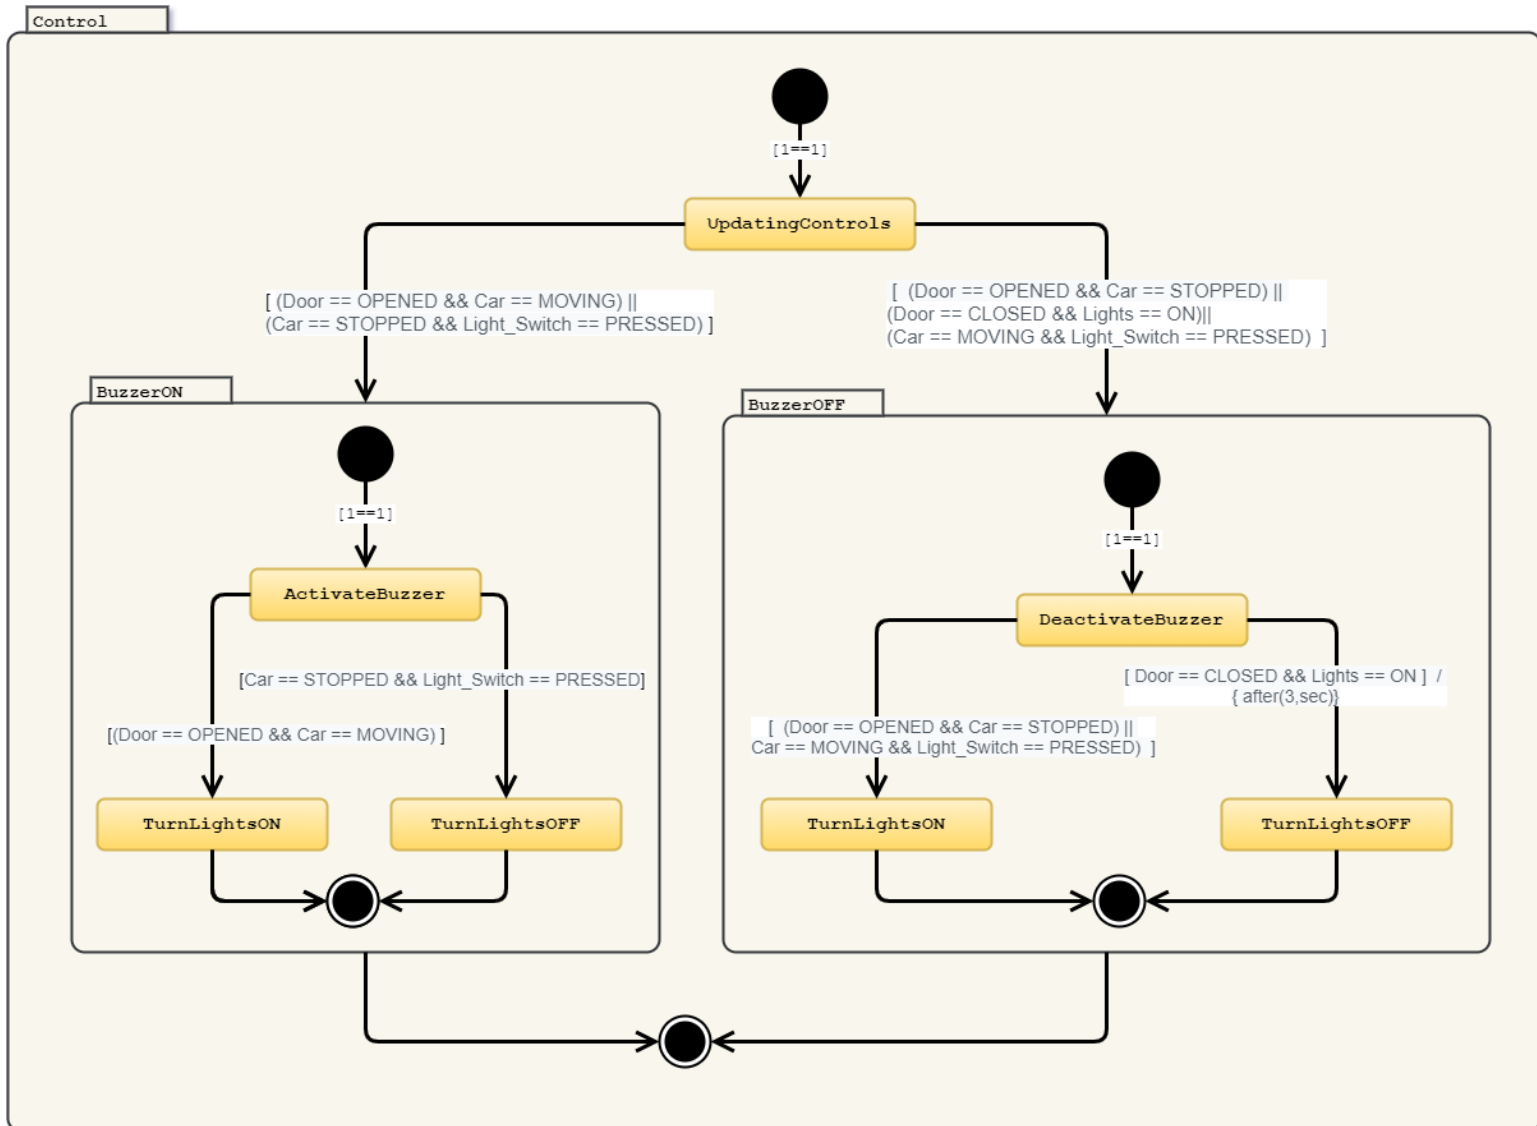 Control
[1==1]
UpdatingControls
[ (Door == OPENED && Car == MOVING) ||
(Car == STOPPED && Light_Switch == PRESSED) ]
[  (Door == OPENED && Car == STOPPED) ||
(Door == CLOSED && Lights == ON)||
(Car == MOVING && Light_Switch == PRESSED)  ]
BuzzerON
[1==1]
ActivateBuzzer
[Car == STOPPED && Light_Switch == PRESSED]
[(Door == OPENED && Car == MOVING) ]
TurnLightsON
TurnLightsOFF
BuzzerOFF
[1==1]
DeactivateBuzzer
[ Door == CLOSED && Lights == ON ]  /
{ after(3,sec)}
[  (Door == OPENED && Car == STOPPED) ||
Car == MOVING && Light_Switch == PRESSED)  ]
TurnLightsON
TurnLightsOFF